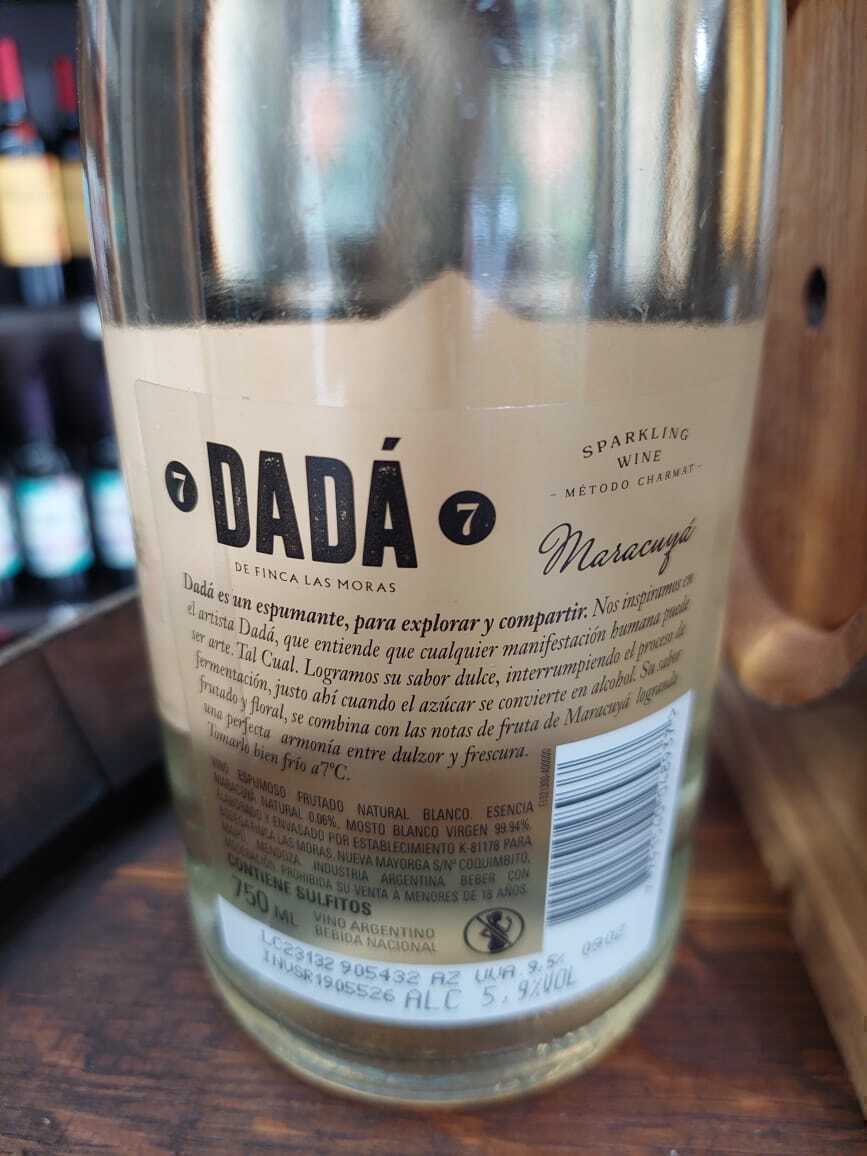 7 DADÁ 7
DE FINCA LAS MORAS
SPARKLING
WINE
- MÉTODO CHARMAT -
Maracuyá
Dadá es un espumante, para explorar y compartir. Nos inspiramos en
el artista Dadá, que entiende que cualquier manifestación humana puede
ser arte. Tal Cual. Logramos su sabor dulce, interrumpiendo el proceso de
fermentación, justo ahí cuando el azúcar se convierte en alcohol. Su sabor
frutado y floral, se combina con las notas de fruta de Maracuyá logrando
una perfecta armonía entre dulzor y frescura.
Tomarlo bien frío a 7°C.
VINO ESPUMOSO FRUTADO NATURAL BLANCO. ESENCIA
MARACUYA NATURAL 0.06%, MOSTO BLANCO VIRGEN 99.94%.
ELABORADO Y ENVASADO POR ESTABLECIMIENTO K-81178 PARA
BODEGA FINCA LAS MORAS, NUEVA MAYORGA S/Nº COQUIMBITO,
MAIPÚ, MENDOZA. INDUSTRIA ARGENTINA. BEBER CON
MODERACIÓN. PROHIBIDA SU VENTA A MENORES DE 18 AÑOS.
CONTIENE SULFITOS
750 ML
VINO ARGENTINO
BEBIDA NACIONAL
LC23132 905432 AZ UVA 9.5% 09:02
INVSR1905526 ALC 5,9%VOL